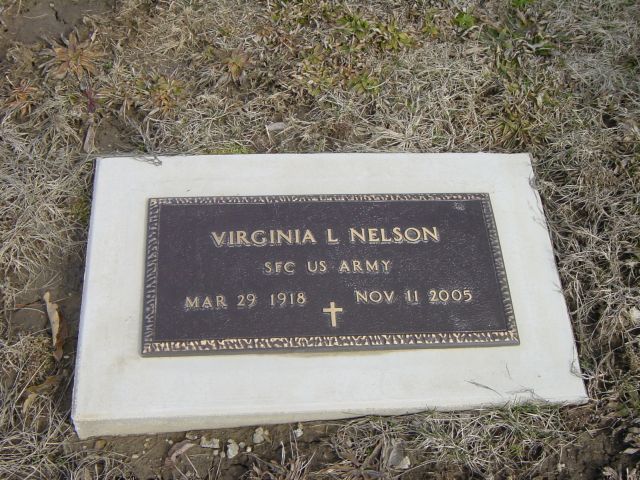 VIRGINIA L NELSON
SFC US ARMY
MAR 29 1918 NOV 11 2005